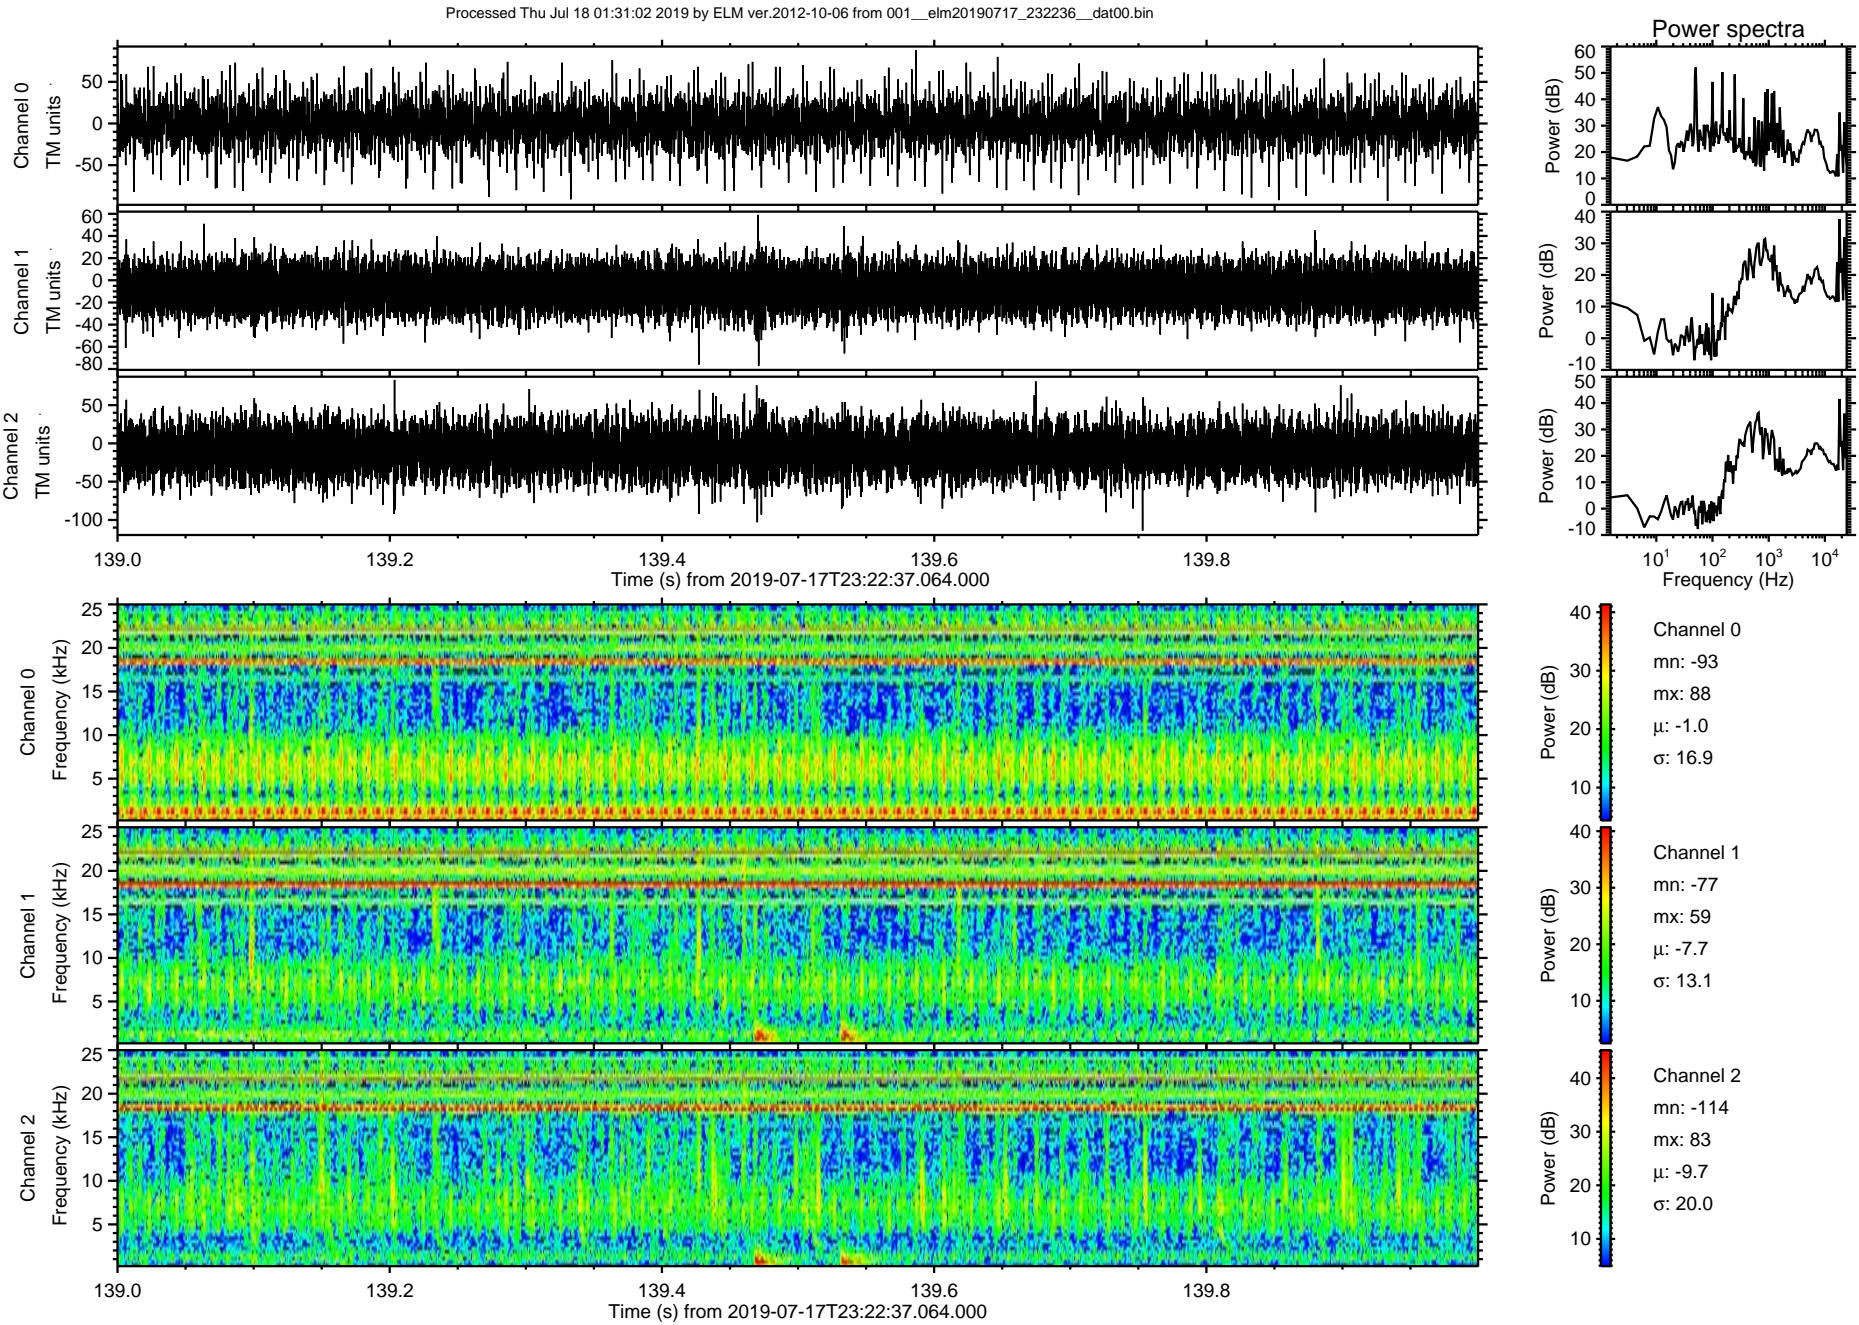 Processed Thu Jul 18 01:31:02 2019 by ELM ver.2012-10-06 from 001__elm20190717_232236__dat00.bin
Power spectra
Channel 0
TM units
50
0
-50
Power (dB)
60
50
40
30
20
10
0
Channel 1
TM units
60
40
20
0
-20
-40
-60
-80
Power (dB)
40
30
20
10
0
-10
Channel 2
TM units
50
0
-50
-100
Power (dB)
50
40
30
20
10
0
-10
139.0 139.2 139.4 139.6 139.8
Time (s) from 2019-07-17T23:22:37.064.000
10¹ 10² 10³ 10⁴
Frequency (Hz)
Channel 0
Frequency (kHz)
25
20
15
10
5
Power (dB)
40
30
20
10
Channel 0
mn: -93
mx: 88
µ: -1.0
σ: 16.9
Channel 1
Frequency (kHz)
25
20
15
10
5
Power (dB)
40
30
20
10
Channel 1
mn: -77
mx: 59
µ: -7.7
σ: 13.1
Channel 2
Frequency (kHz)
25
20
15
10
5
Power (dB)
40
30
20
10
Channel 2
mn: -114
mx: 83
µ: -9.7
σ: 20.0
139.0 139.2 139.4 139.6 139.8
Time (s) from 2019-07-17T23:22:37.064.000